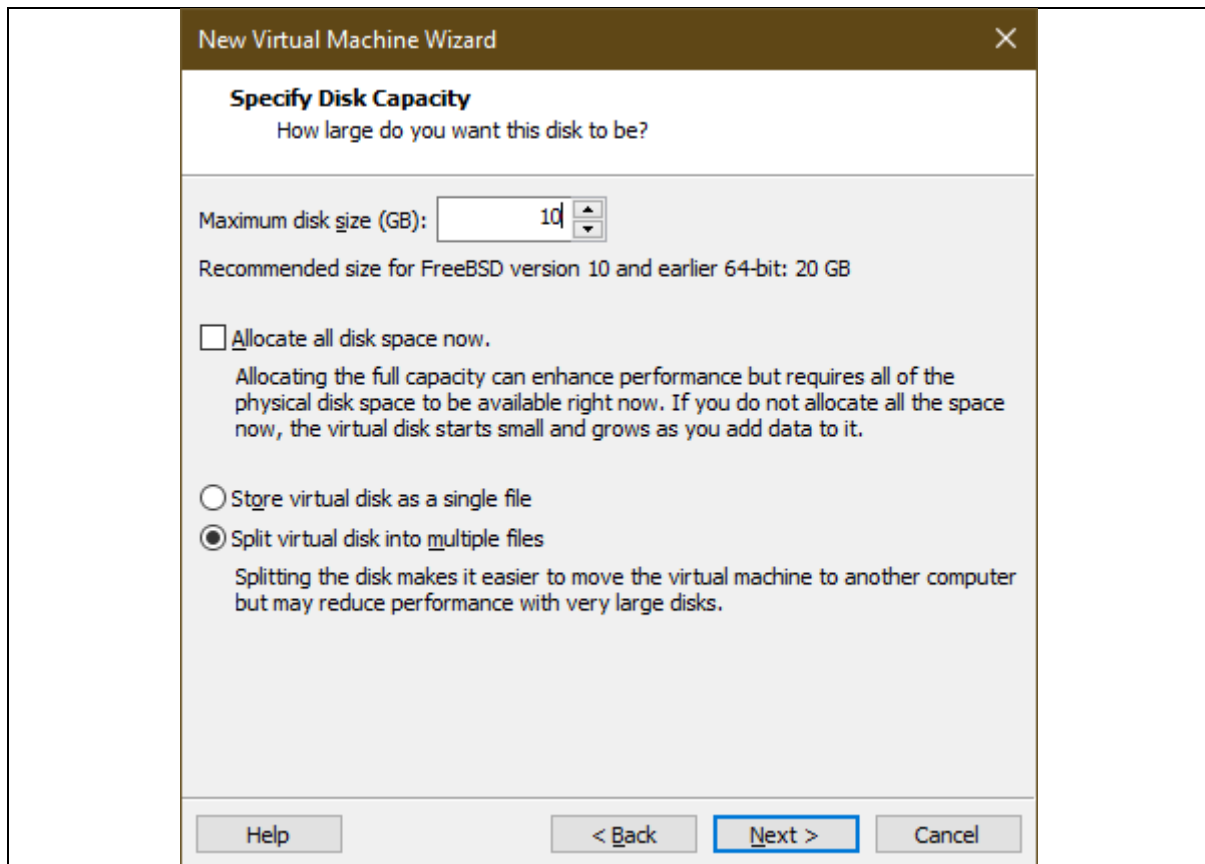 New Virtual Machine Wizard
Specify Disk Capacity
How large do you want this disk to be?
Maximum disk size (GB): 10
Recommended size for FreeBSD version 10 and earlier 64-bit: 20 GB
Allocate all disk space now.
Allocating the full capacity can enhance performance but requires all of the
physical disk space to be available right now. If you do not allocate all the space
now, the virtual disk starts small and grows as you add data to it.
Store virtual disk as a single file
Split virtual disk into multiple files
Splitting the disk makes it easier to move the virtual machine to another computer
but may reduce performance with very large disks.
Help < Back Next > Cancel